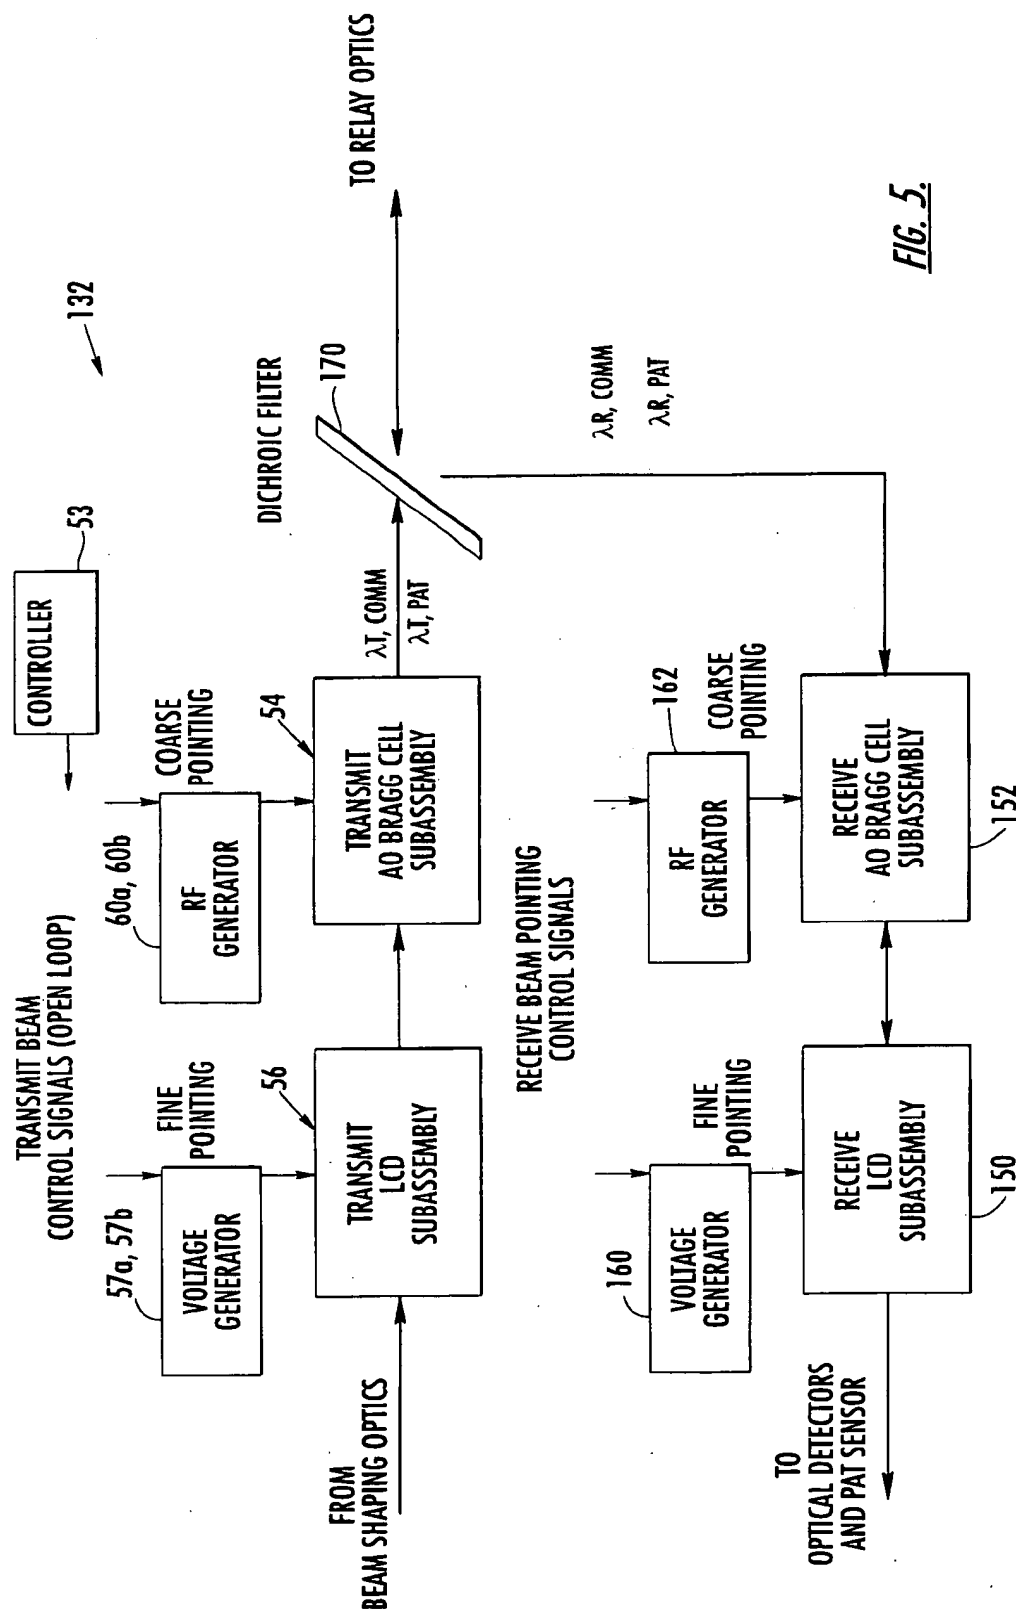 132
CONTROLLER
53
TRANSMIT BEAM
CONTROL SIGNALS (OPEN LOOP)
57a, 57b
VOLTAGE
GENERATOR
FINE
POINTING
60a, 60b
RF
GENERATOR
COARSE
POINTING
FROM
BEAM SHAPING OPTICS
56
TRANSMIT
LCD
SUBASSEMBLY
54
TRANSMIT
AO BRAGG CELL
SUBASSEMBLY
λT, COMM
λT, PAT
DICHROIC FILTER
170
TO RELAY OPTICS
λR, COMM
λR, PAT
RECEIVE BEAM POINTING
CONTROL SIGNALS
160
VOLTAGE
GENERATOR
FINE
POINTING
162
RF
GENERATOR
COARSE
POINTING
TO
OPTICAL DETECTORS
AND PAT SENSOR
RECEIVE
LCD
SUBASSEMBLY
150
RECEIVE
AO BRAGG CELL
SUBASSEMBLY
152
FIG. 5.